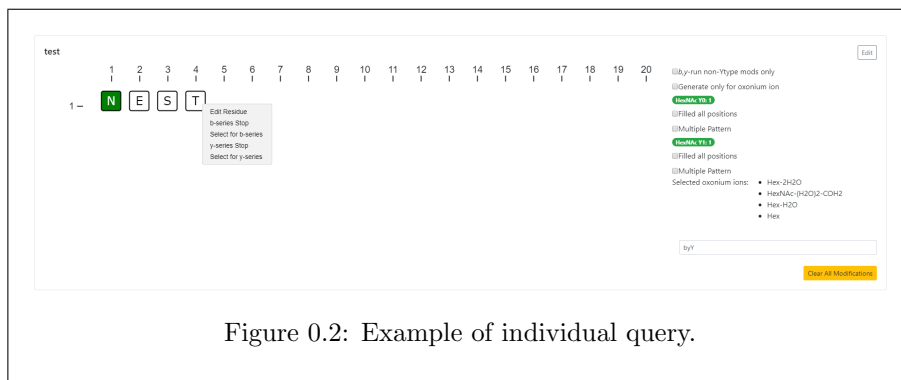 test
Edit
1 2 3 4 5 6 7 8 9 10 11 12 13 14 15 16 17 18 19 20
1
N E S T
Edit Residue
b-series Stop
Select for b-series
y-series Stop
Select for y-series
b,y-run non-Ytype mods only
Generate only for oxonium ion
HexNAc Y0: 1
Filled all positions
Multiple Pattern
HexNAc Y1: 1
Filled all positions
Multiple Pattern
Selected oxonium ions:
• Hex-2H2O
• HexNAc-(H2O)2-COH2
• Hex-H2O
• Hex
byY
Clear All Modifications
Figure 0.2: Example of individual query.